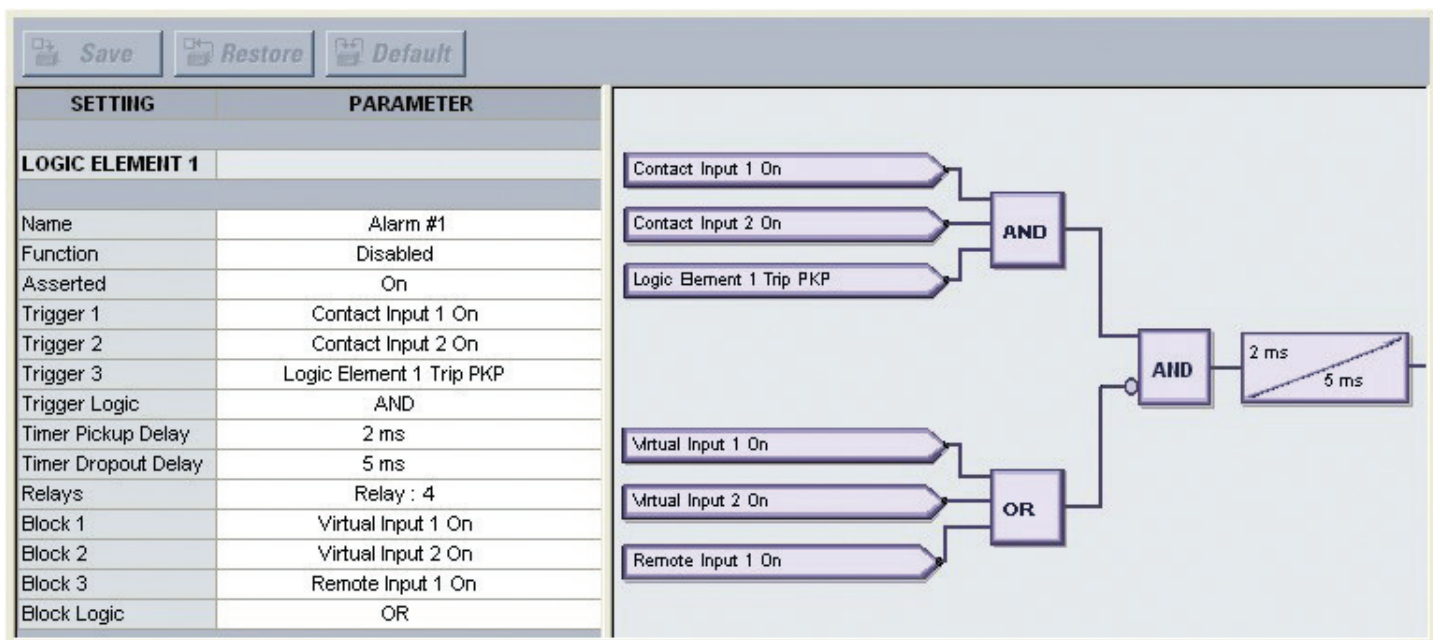 Save Restore Default
SETTING PARAMETER
LOGIC ELEMENT 1
Name Alarm #1
Function Disabled
Asserted On
Trigger 1 Contact Input 1 On
Trigger 2 Contact Input 2 On
Trigger 3 Logic Element 1 Trip PKP
Trigger Logic AND
Timer Pickup Delay 2 ms
Timer Dropout Delay 5 ms
Relays Relay : 4
Block 1 Virtual Input 1 On
Block 2 Virtual Input 2 On
Block 3 Remote Input 1 On
Block Logic OR
Contact Input 1 On
Contact Input 2 On
Logic Element 1 Trip PKP
AND
Virtual Input 1 On
Virtual Input 2 On
Remote Input 1 On
OR
AND
2 ms
5 ms